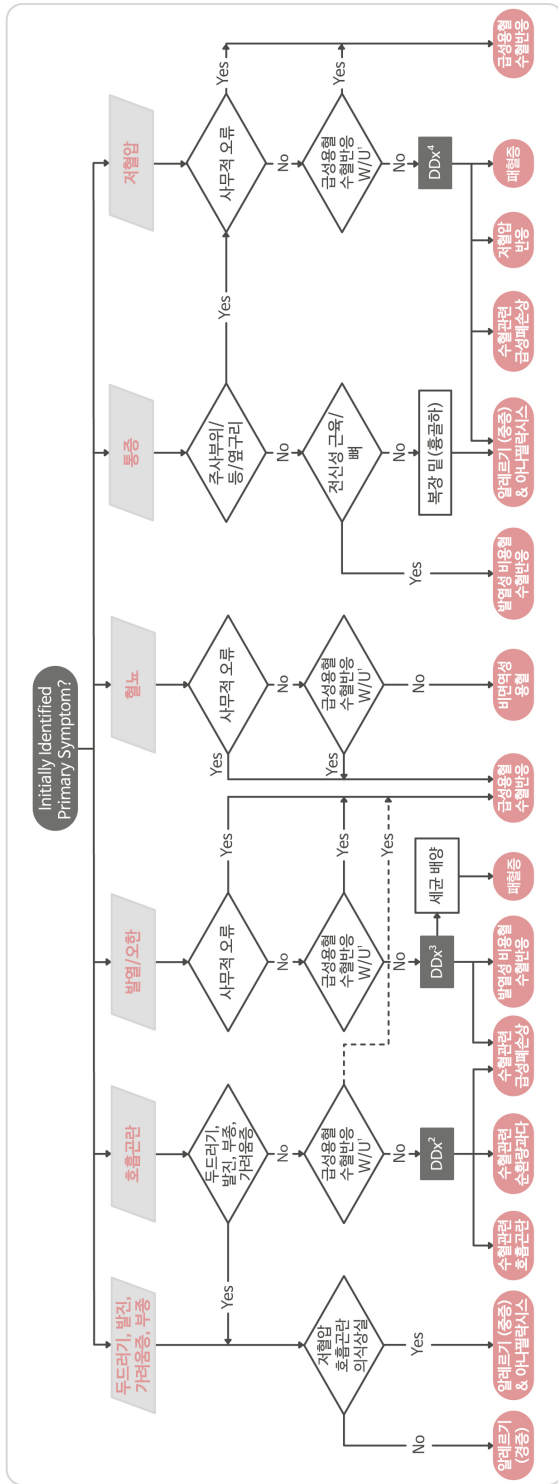 Initially Identified
Primary Symptom?
두드러기, 발진,
가려움증, 부종
호흡곤란
발열/오한
혈뇨
통증
저혈압
두드러기,
발진, 부종,
가려움증
사무적 오류
사무적 오류
주사부위/
등/옆구리
사무적 오류
Yes
Yes
Yes
Yes
Yes
No
No
No
No
No
저혈압
호흡곤란
의식상실
급성용혈
수혈반응
W/U¹
급성용혈
수혈반응
W/U¹
급성용혈
수혈반응
W/U¹
전신성 근육/
뼈
급성용혈
수혈반응
W/U¹
Yes
Yes
Yes
Yes
Yes
No
Yes
No
No
No
No
No
DDx²
DDx³
세균 배양
복장 밑 (흉골하)
DDx⁴
알레르기
(경증)
알레르기 (중증)
& 아나필락시스
수혈관련
호흡곤란
수혈관련
순환량과다
수혈관련
급성폐손상
발열성 비용혈
수혈반응
패혈증
급성용혈
수혈반응
비면역성
용혈
발열성 비용혈
수혈반응
알레르기 (중증)
& 아나필락시스
수혈관련
급성폐손상
저혈압
반응
패혈증
급성용혈
수혈반응